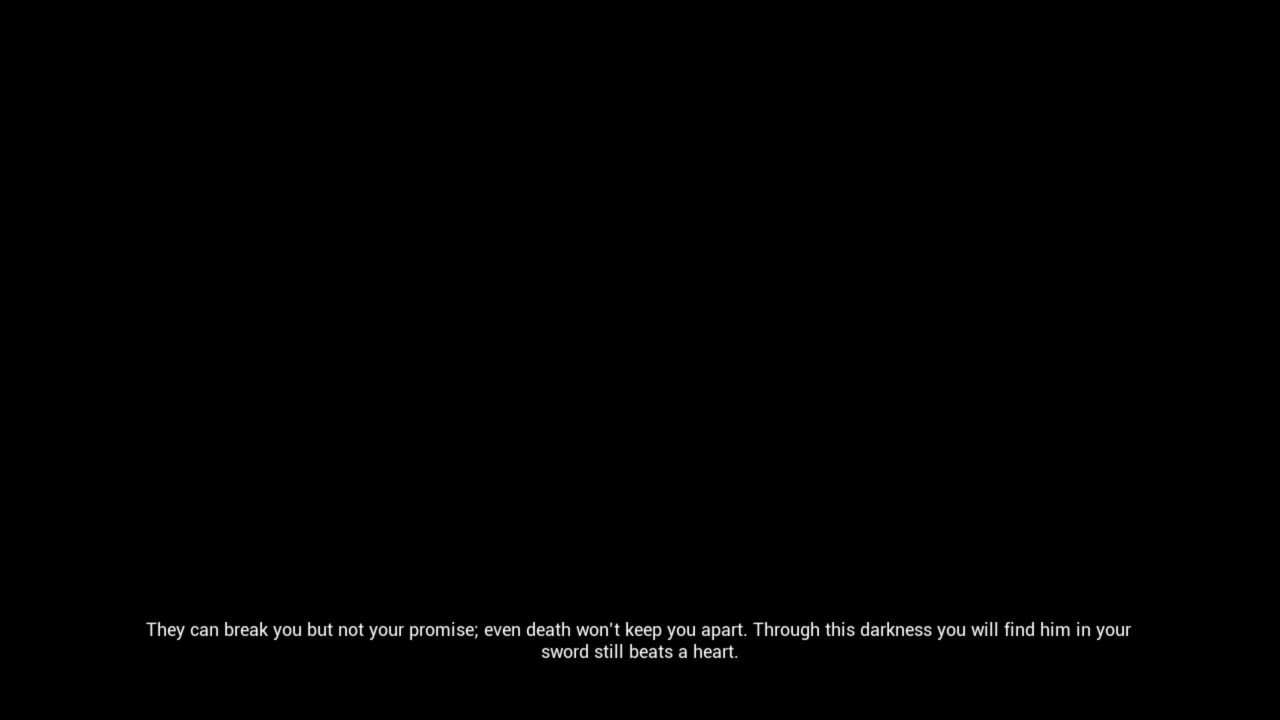 They can break you but not your promise; even death won't keep you apart. Through this darkness you will find him in your
sword still beats a heart.